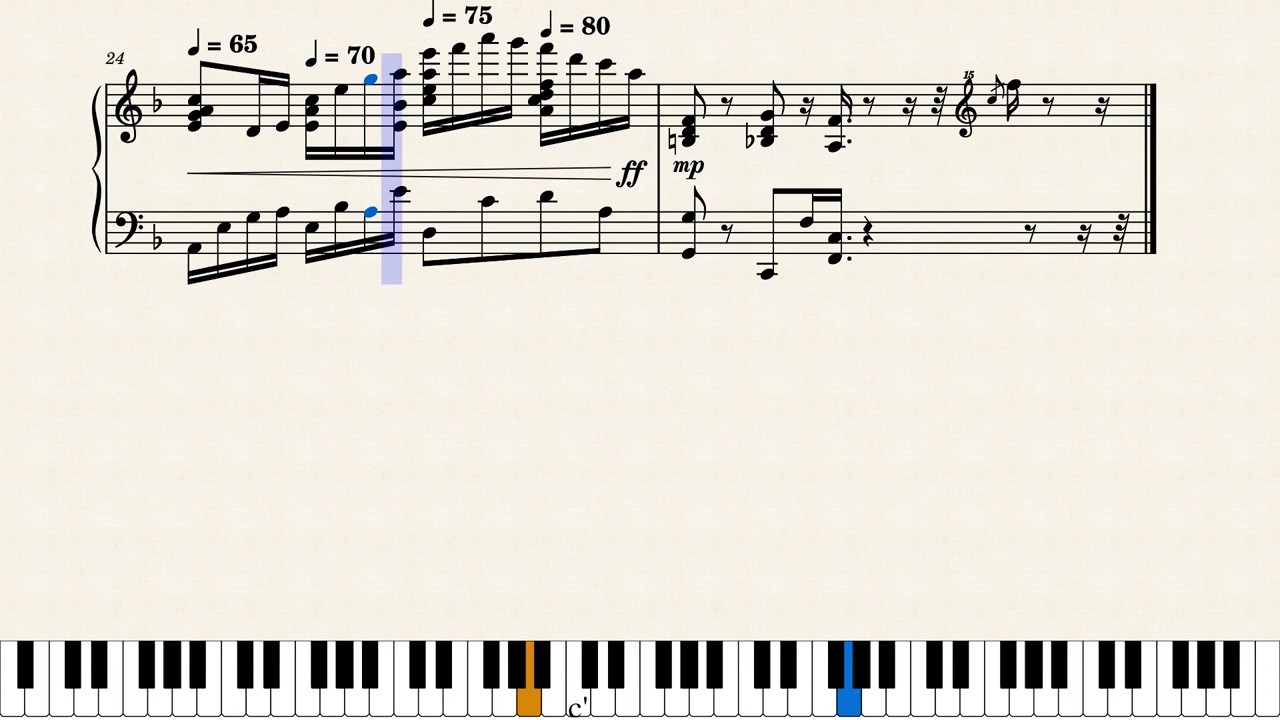 ♩ = 75
♩ = 80
♩ = 65
♩ = 70
24
15
mp
ff
c'